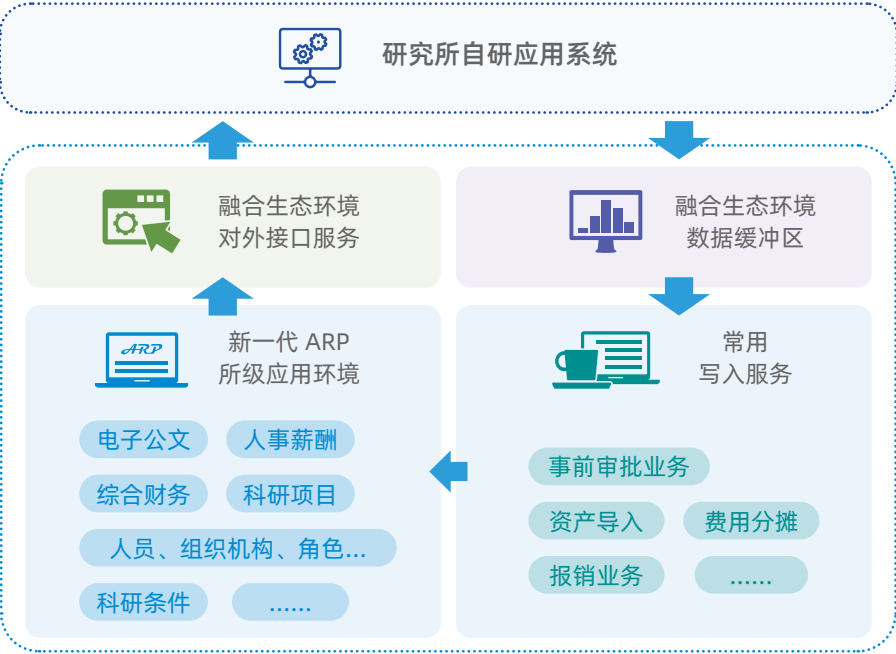 研究所自研应用系统
融合生态环境
对外接口服务
融合生态环境
数据缓冲区
新一代 ARP
所级应用环境
ARP
电子公文
人事薪酬
综合财务
科研项目
人员、组织机构、角色...
科研条件
......
常用
写入服务
事前审批业务
资产导入
费用分摊
报销业务
......